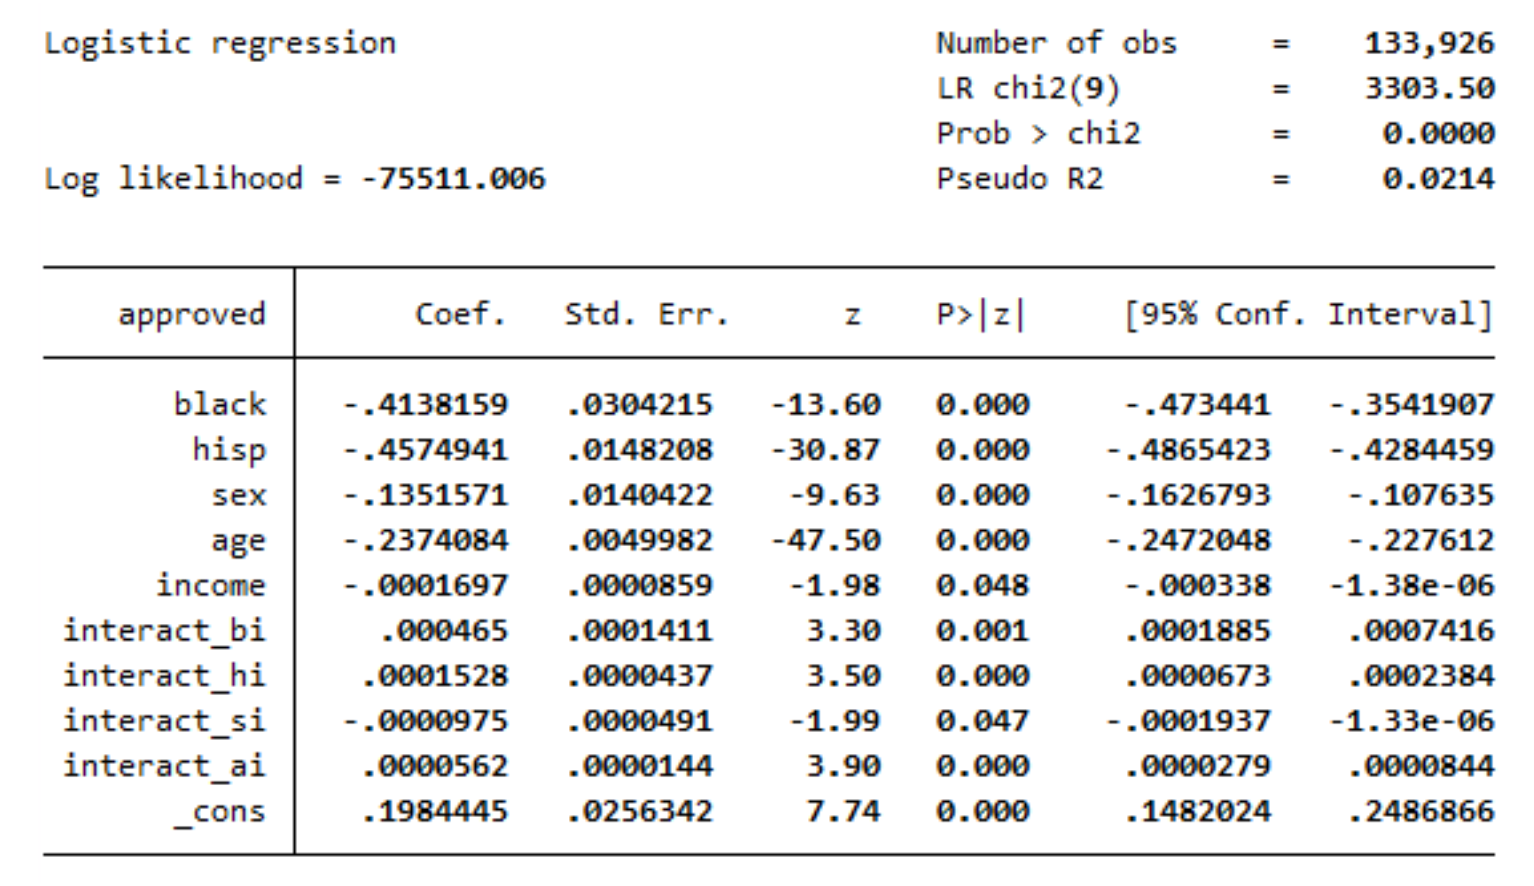 Logistic regression Number of obs = 133,926
LR chi2(9) = 3303.50
Prob > chi2 = 0.0000
Log likelihood = -75511.006 Pseudo R2 = 0.0214
approved Coef. Std. Err. z P>|z| [95% Conf. Interval]
black -.4138159 .0304215 -13.60 0.000 -.473441 -.3541907
hisp -.4574941 .0148208 -30.87 0.000 -.4865423 -.4284459
sex -.1351571 .0140422 -9.63 0.000 -.1626793 -.107635
age -.2374084 .0049982 -47.50 0.000 -.2472048 -.227612
income -.0001697 .0000859 -1.98 0.048 -.000338 -1.38e-06
interact_bi .000465 .0001411 3.30 0.001 .0001885 .0007416
interact_hi .0001528 .0000437 3.50 0.000 .0000673 .0002384
interact_si -.0000975 .0000491 -1.99 0.047 -.0001937 -1.33e-06
interact_ai .0000562 .0000144 3.90 0.000 .0000279 .0000844
_cons .1984445 .0256342 7.74 0.000 .1482024 .2486866